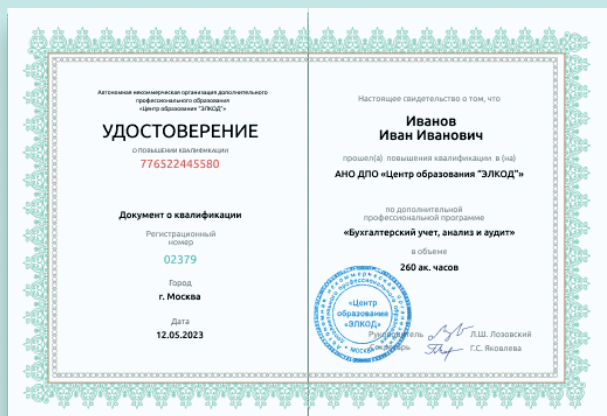 Автономная некоммерческая организация дополнительного
профессионального образования
«Центр образования "ЭЛКОД"»
УДОСТОВЕРЕНИЕ
О ПОВЫШЕНИИ КВАЛИФИКАЦИИ
776522445580
Документ о квалификации
Регистрационный
номер
02379
Город
г. Москва
Дата
12.05.2023
Настоящее свидетельство о том, что
Иванов
Иван Иванович
прошел(а) повышения квалификации в (на)
АНО ДПО «Центр образования "ЭЛКОД"»
по дополнительной
профессиональной программе
«Бухгалтерский учет, анализ и аудит»
в объеме
260 ак. часов
«Центр
образования
«ЭЛКОД»
МОСКВА
Руководитель Л.Ш. Лозовский
Секретарь Г.С. Яковлева